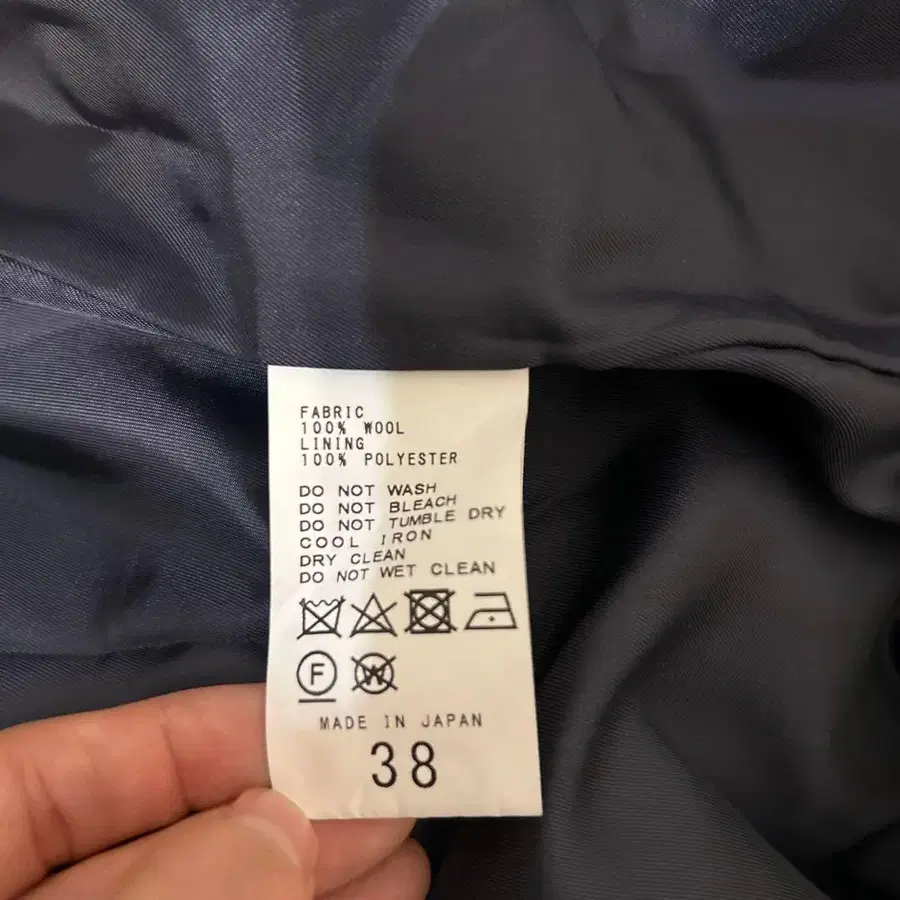 FABRIC
100% WOOL
LINING
100% POLYESTER
DO NOT WASH
DO NOT BLEACH
DO NOT TUMBLE DRY
COOL IRON
DRY CLEAN
DO NOT WET CLEAN
F W
MADE IN JAPAN
38